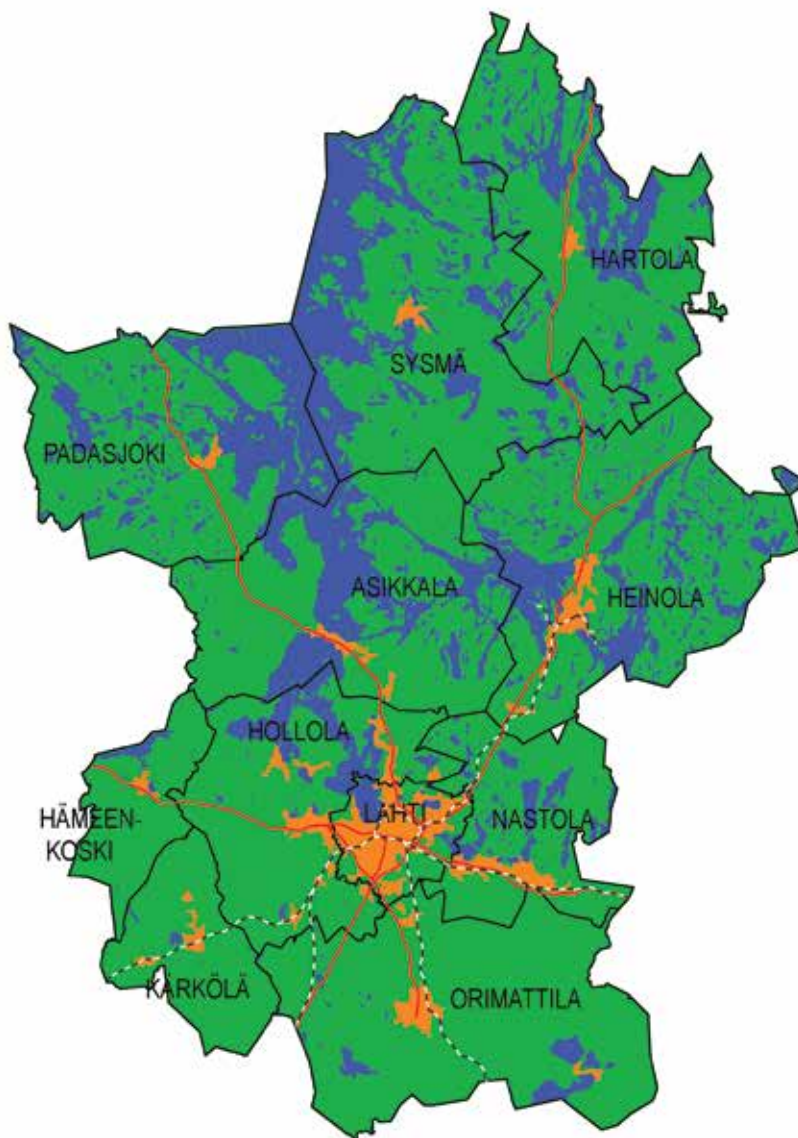 HARTOLA
SYSMÄ
PADASJOKI
ASIKKALA
HEINOLA
HOLLOLA
LAHTI
NASTOLA
HÄMEEN-
KOSKI
KÄRKÖLÄ
ORIMATTILA